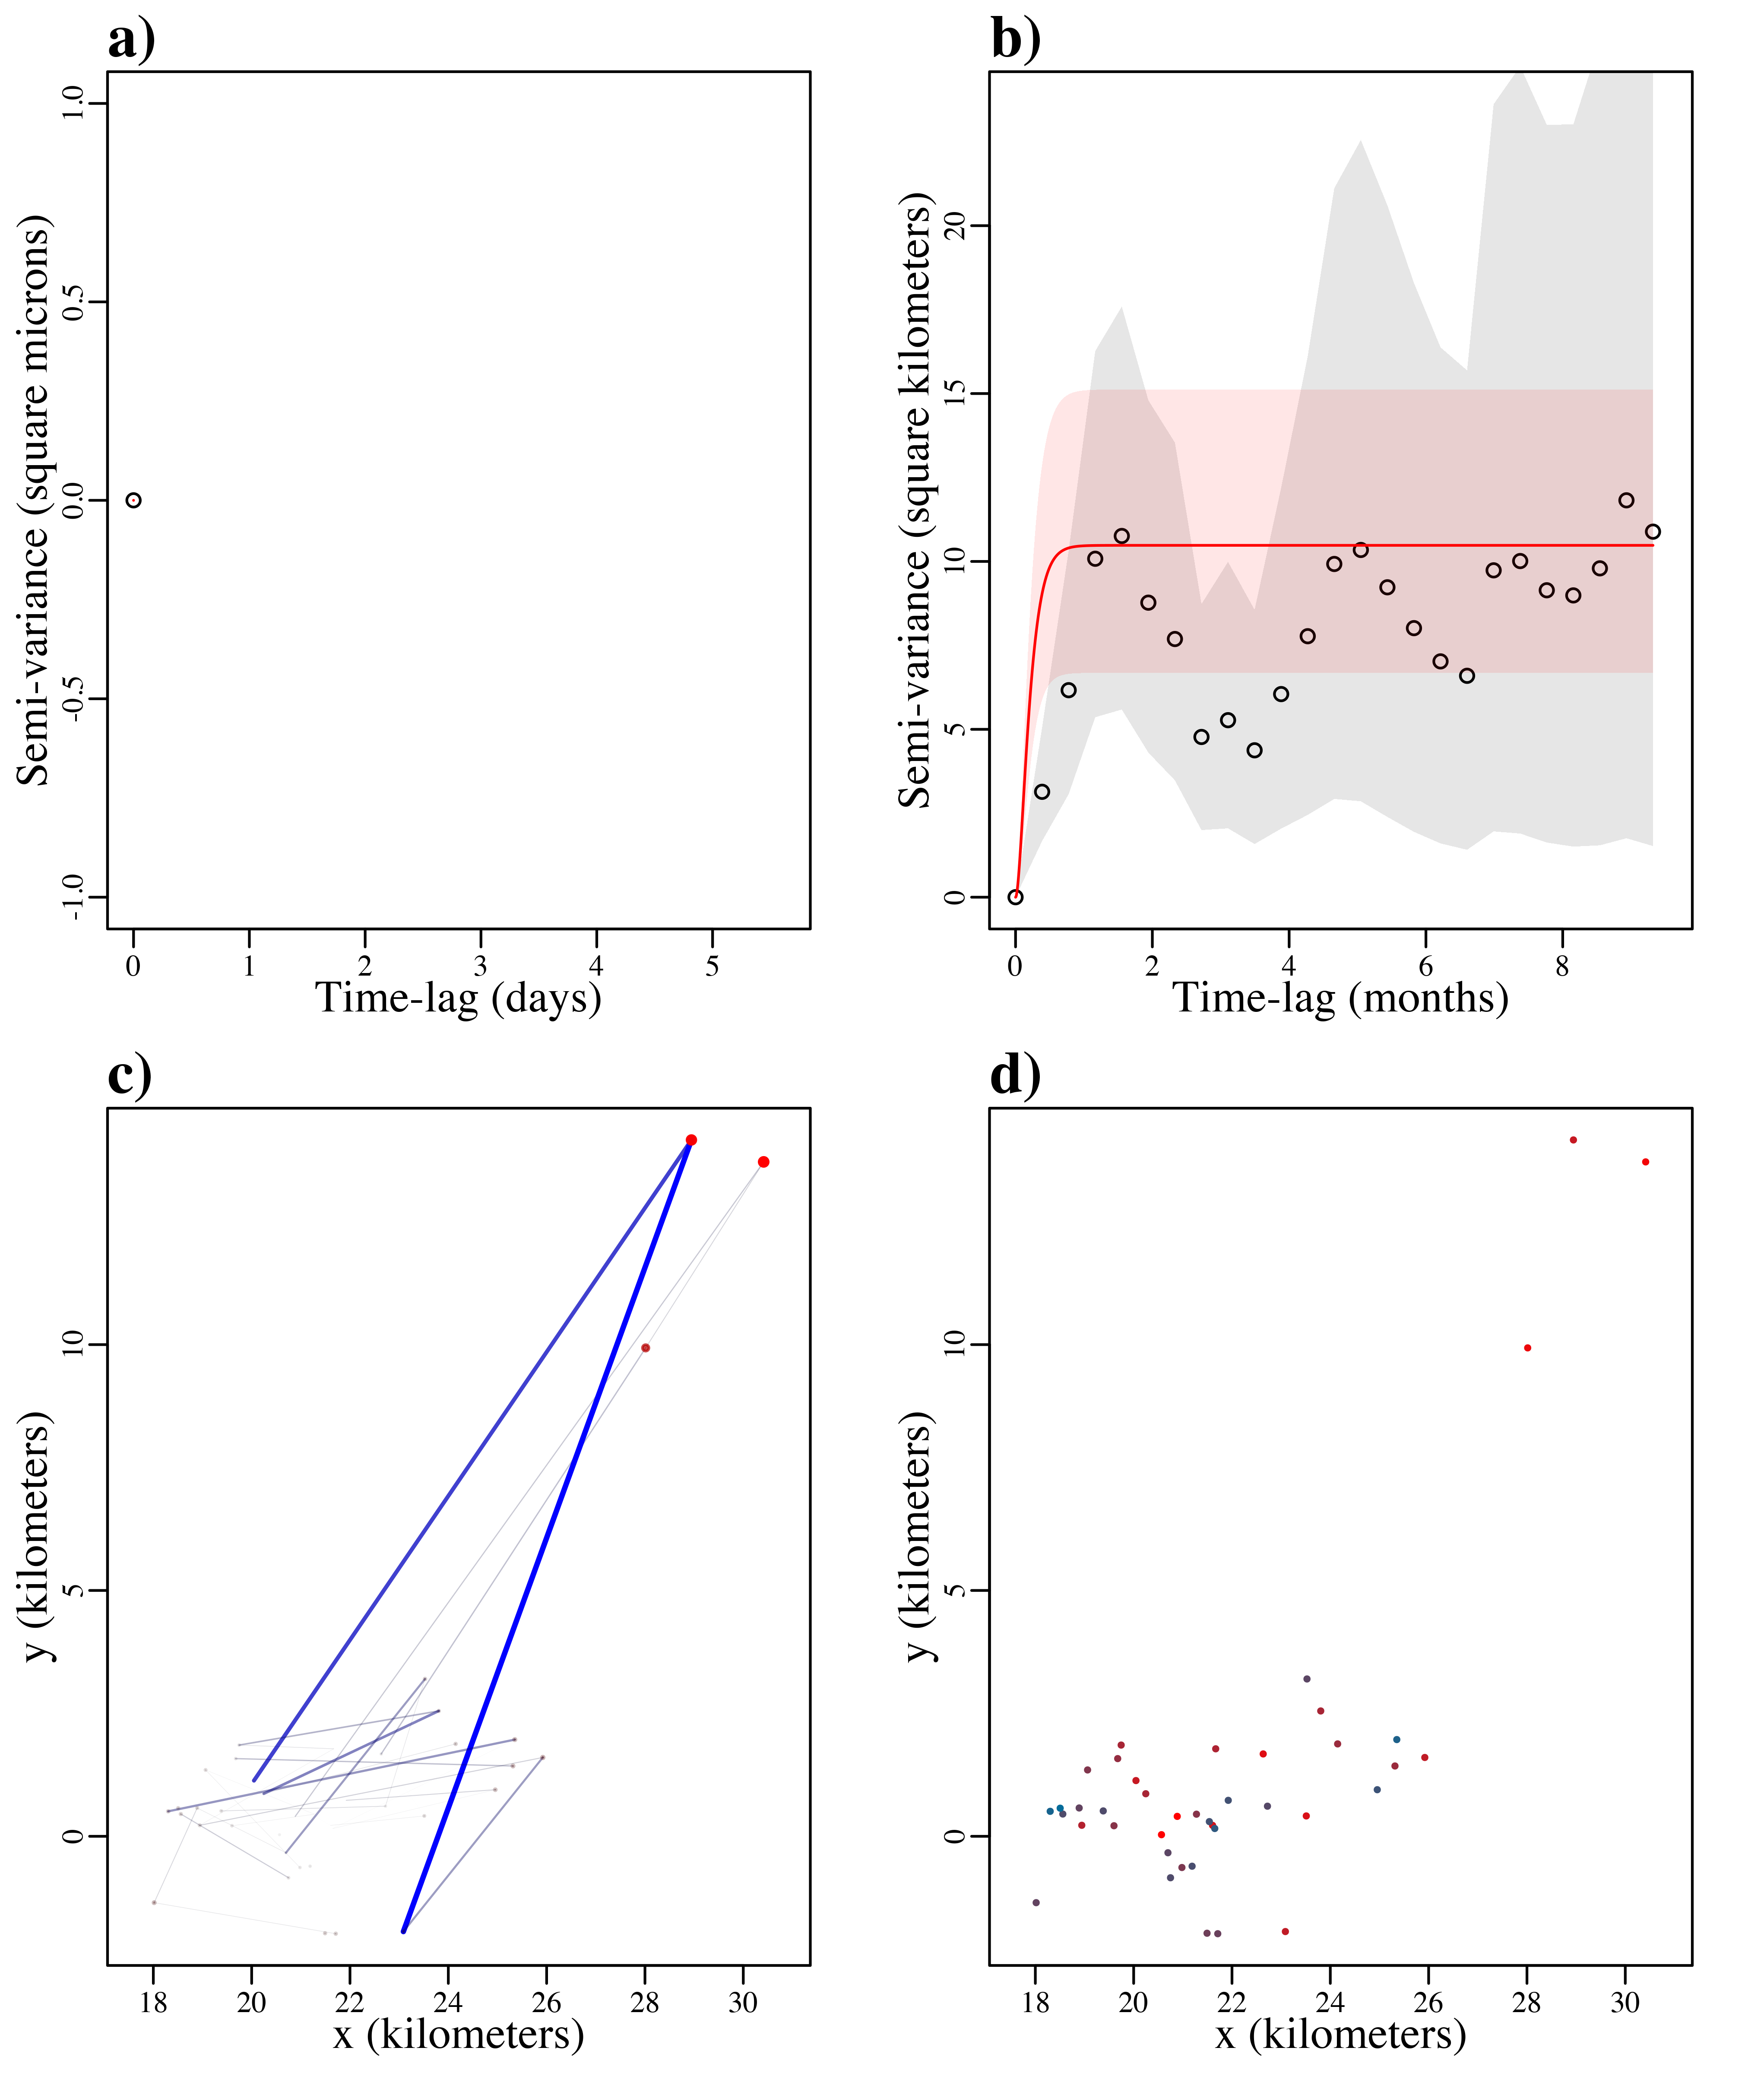 a)
Semi-variance (square microns)
1.0
0.5
0.0
-0.5
-1.0
0 1 2 3 4 5
Time-lag (days)
b)
Semi-variance (square kilometers)
20
15
10
5
0
0 2 4 6 8
Time-lag (months)
c)
y (kilometers)
10
5
0
18 20 22 24 26 28 30
x (kilometers)
d)
y (kilometers)
10
5
0
18 20 22 24 26 28 30
x (kilometers)